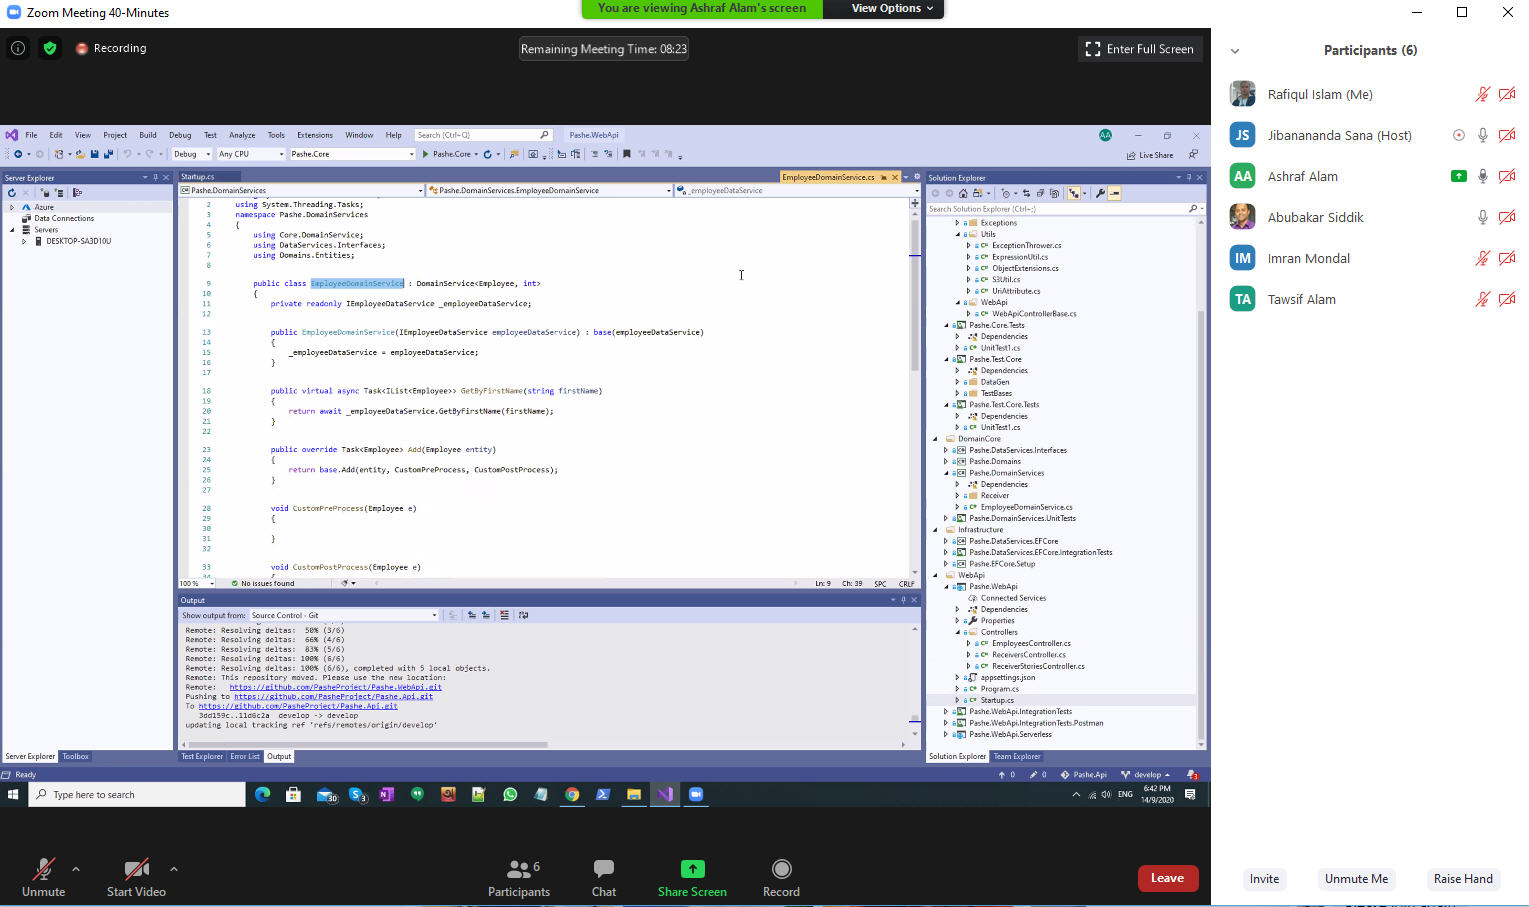 Zoom Meeting 40-Minutes
You are viewing Ashraf Alam's screen
View Options
Recording
Remaining Meeting Time: 08:23
Enter Full Screen
File Edit View Project Build Debug Test Analyze Tools Extensions Window Help Search (Ctrl+Q) Pashe.WebApi AA
Debug Any CPU Pashe.Core Pashe.Core Live Share
Server Explorer
Azure
Data Connections
Servers
DESKTOP-SA3D10U
Server Explorer Toolbox
Startup.cs EmployeeDomainService.cs
Pashe.DomainServices Pashe.DomainServices.EmployeeDomainService _employeeDataService
2 using System.Threading.Tasks;
3 namespace Pashe.DomainServices
4 {
5 using Core.DomainService;
6 using DataServices.Interfaces;
7 using Domains.Entities;
8
9 public class EmployeeDomainService : DomainService<Employee, int>
10 {
11 private readonly IEmployeeDataService _employeeDataService;
12
13 public EmployeeDomainService(IEmployeeDataService employeeDataService) : base(employeeDataService)
14 {
15 _employeeDataService = employeeDataService;
16 }
17
18 public virtual async Task<IList<Employee>> GetByFirstName(string firstName)
19 {
20 return await _employeeDataService.GetByFirstName(firstName);
21 }
22
23 public override Task<Employee> Add(Employee entity)
24 {
25 return base.Add(entity, CustomPreProcess, CustomPostProcess);
26 }
27
28 void CustomPreProcess(Employee e)
29 {
30
31 }
32
33 void CustomPostProcess(Employee e)
34 {
100 % No issues found Ln: 9 Ch: 39 SPC CRLF
Output
Show output from: Source Control - Git
Remote: Resolving deltas: 50% (3/6)
Remote: Resolving deltas: 66% (4/6)
Remote: Resolving deltas: 83% (5/6)
Remote: Resolving deltas: 100% (6/6)
Remote: Resolving deltas: 100% (6/6), completed with 5 local objects.
Remote: This repository moved. Please use the new location:
Remote: https://github.com/PasheProject/Pashe.WebApi.git
Pushing to https://github.com/PasheProject/Pashe.Api.git
To https://github.com/PasheProject/Pashe.Api.git
3dd159c..11d6c2a develop -> develop
updating local tracking ref 'refs/remotes/origin/develop'
Test Explorer Error List Output
Solution Explorer
Search Solution Explorer (Ctrl+;)
Exceptions
Utils
ExceptionThrower.cs
ExpressionUtil.cs
ObjectExtensions.cs
S3Util.cs
UriAttribute.cs
WebApi
WebApiControllerBase.cs
Pashe.Core.Tests
Dependencies
UnitTest1.cs
Pashe.Test.Core
Dependencies
DataGen
TestBases
Pashe.Test.Core.Tests
Dependencies
UnitTest1.cs
DomainCore
Pashe.DataServices.Interfaces
Pashe.Domains
Pashe.DomainServices
Dependencies
Receiver
EmployeeDomainService.cs
Pashe.DomainServices.UnitTests
Infrastructure
Pashe.DataServices.EFCore
Pashe.DataServices.EFCore.IntegrationTests
Pashe.EFCore.Setup
WebApi
Pashe.WebApi
Connected Services
Dependencies
Properties
Controllers
EmployeesController.cs
ReceiversController.cs
ReceiverStoriesController.cs
appsettings.json
Program.cs
Startup.cs
Pashe.WebApi.IntegrationTests
Pashe.WebApi.IntegrationTests.Postman
Pashe.WebApi.Serverless
Solution Explorer Team Explorer
Ready 0 0 Pashe.Api develop 3
Type here to search 30 3 ENG 6:42 PM
14/9/2020
Unmute Start Video Participants 6 Chat Share Screen Record Leave
Participants (6)
Rafiqul Islam (Me)
JS Jibanananda Sana (Host)
AA Ashraf Alam
Abubakar Siddik
IM Imran Mondal
TA Tawsif Alam
Invite Unmute Me Raise Hand